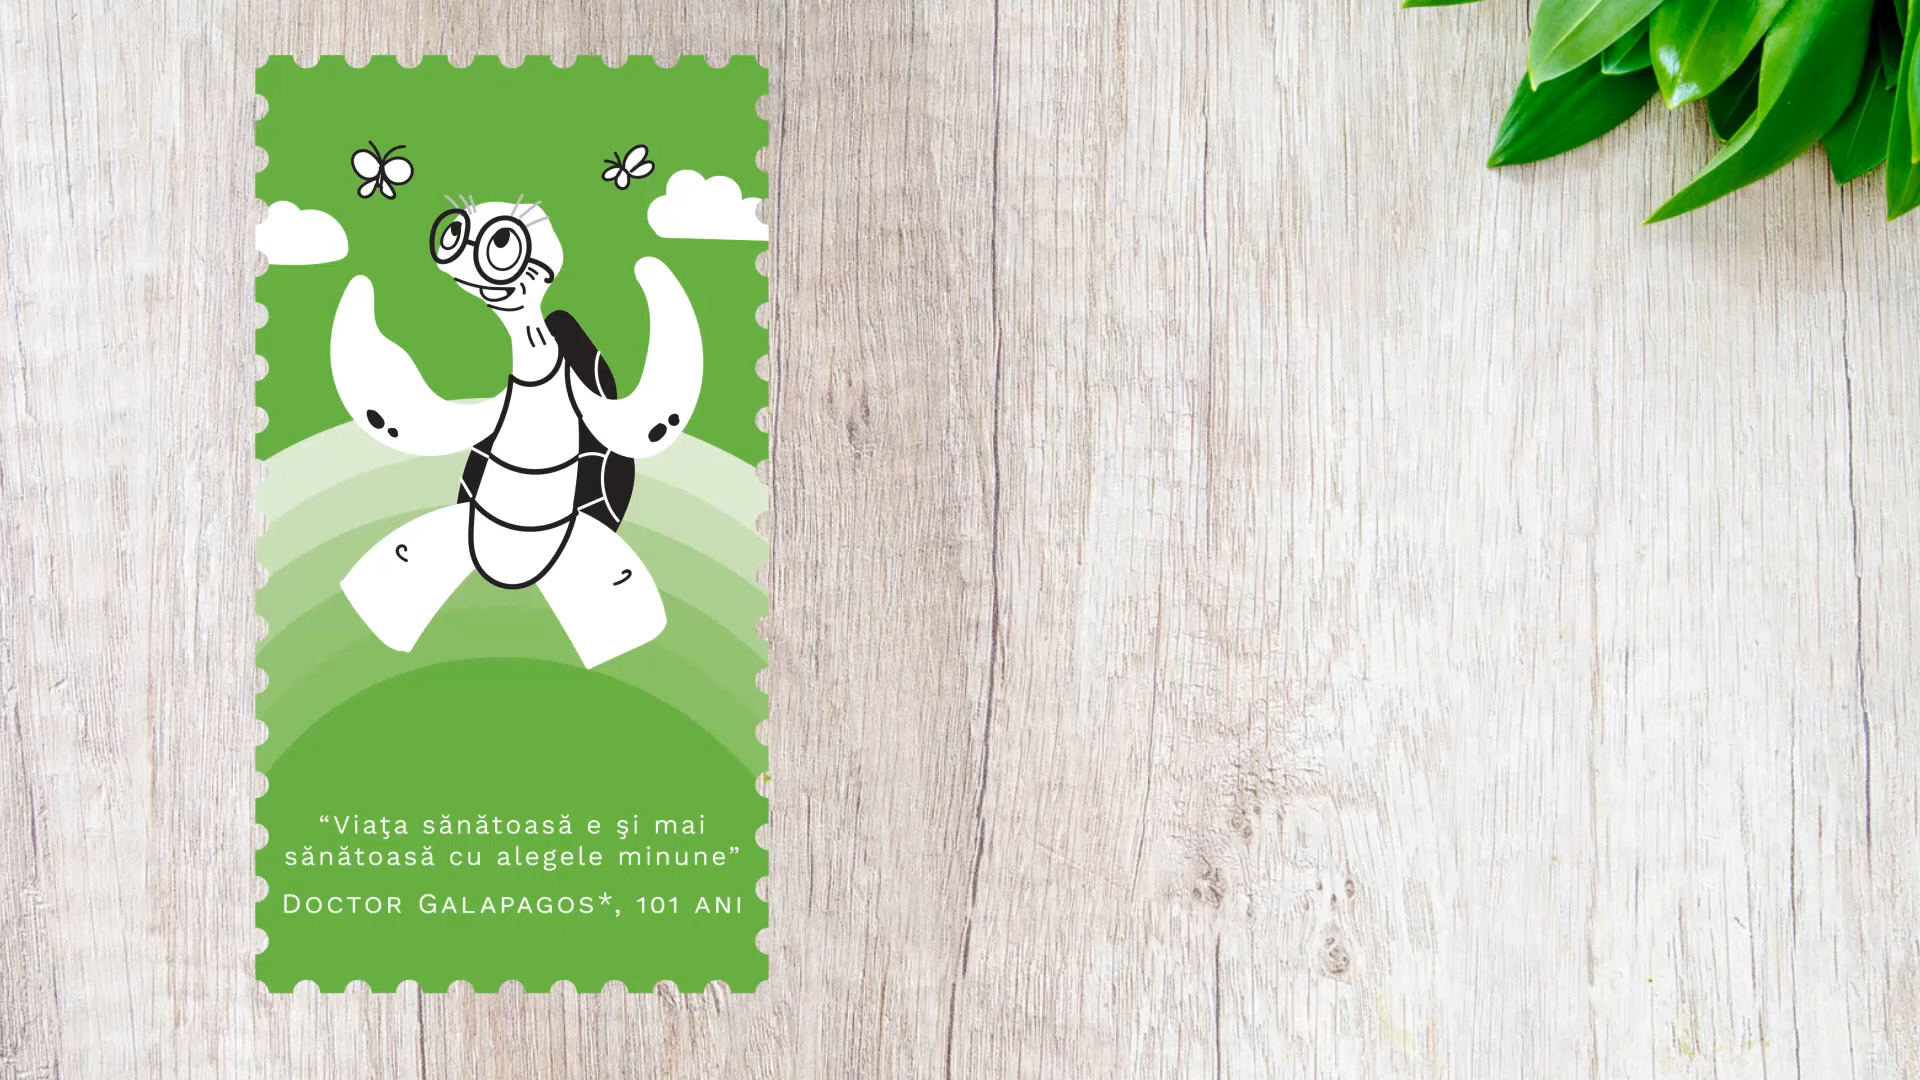 “Viaţa sănătoasă e şi mai
sănătoasă cu alegele minune”
Doctor Galapagos*, 101 ani